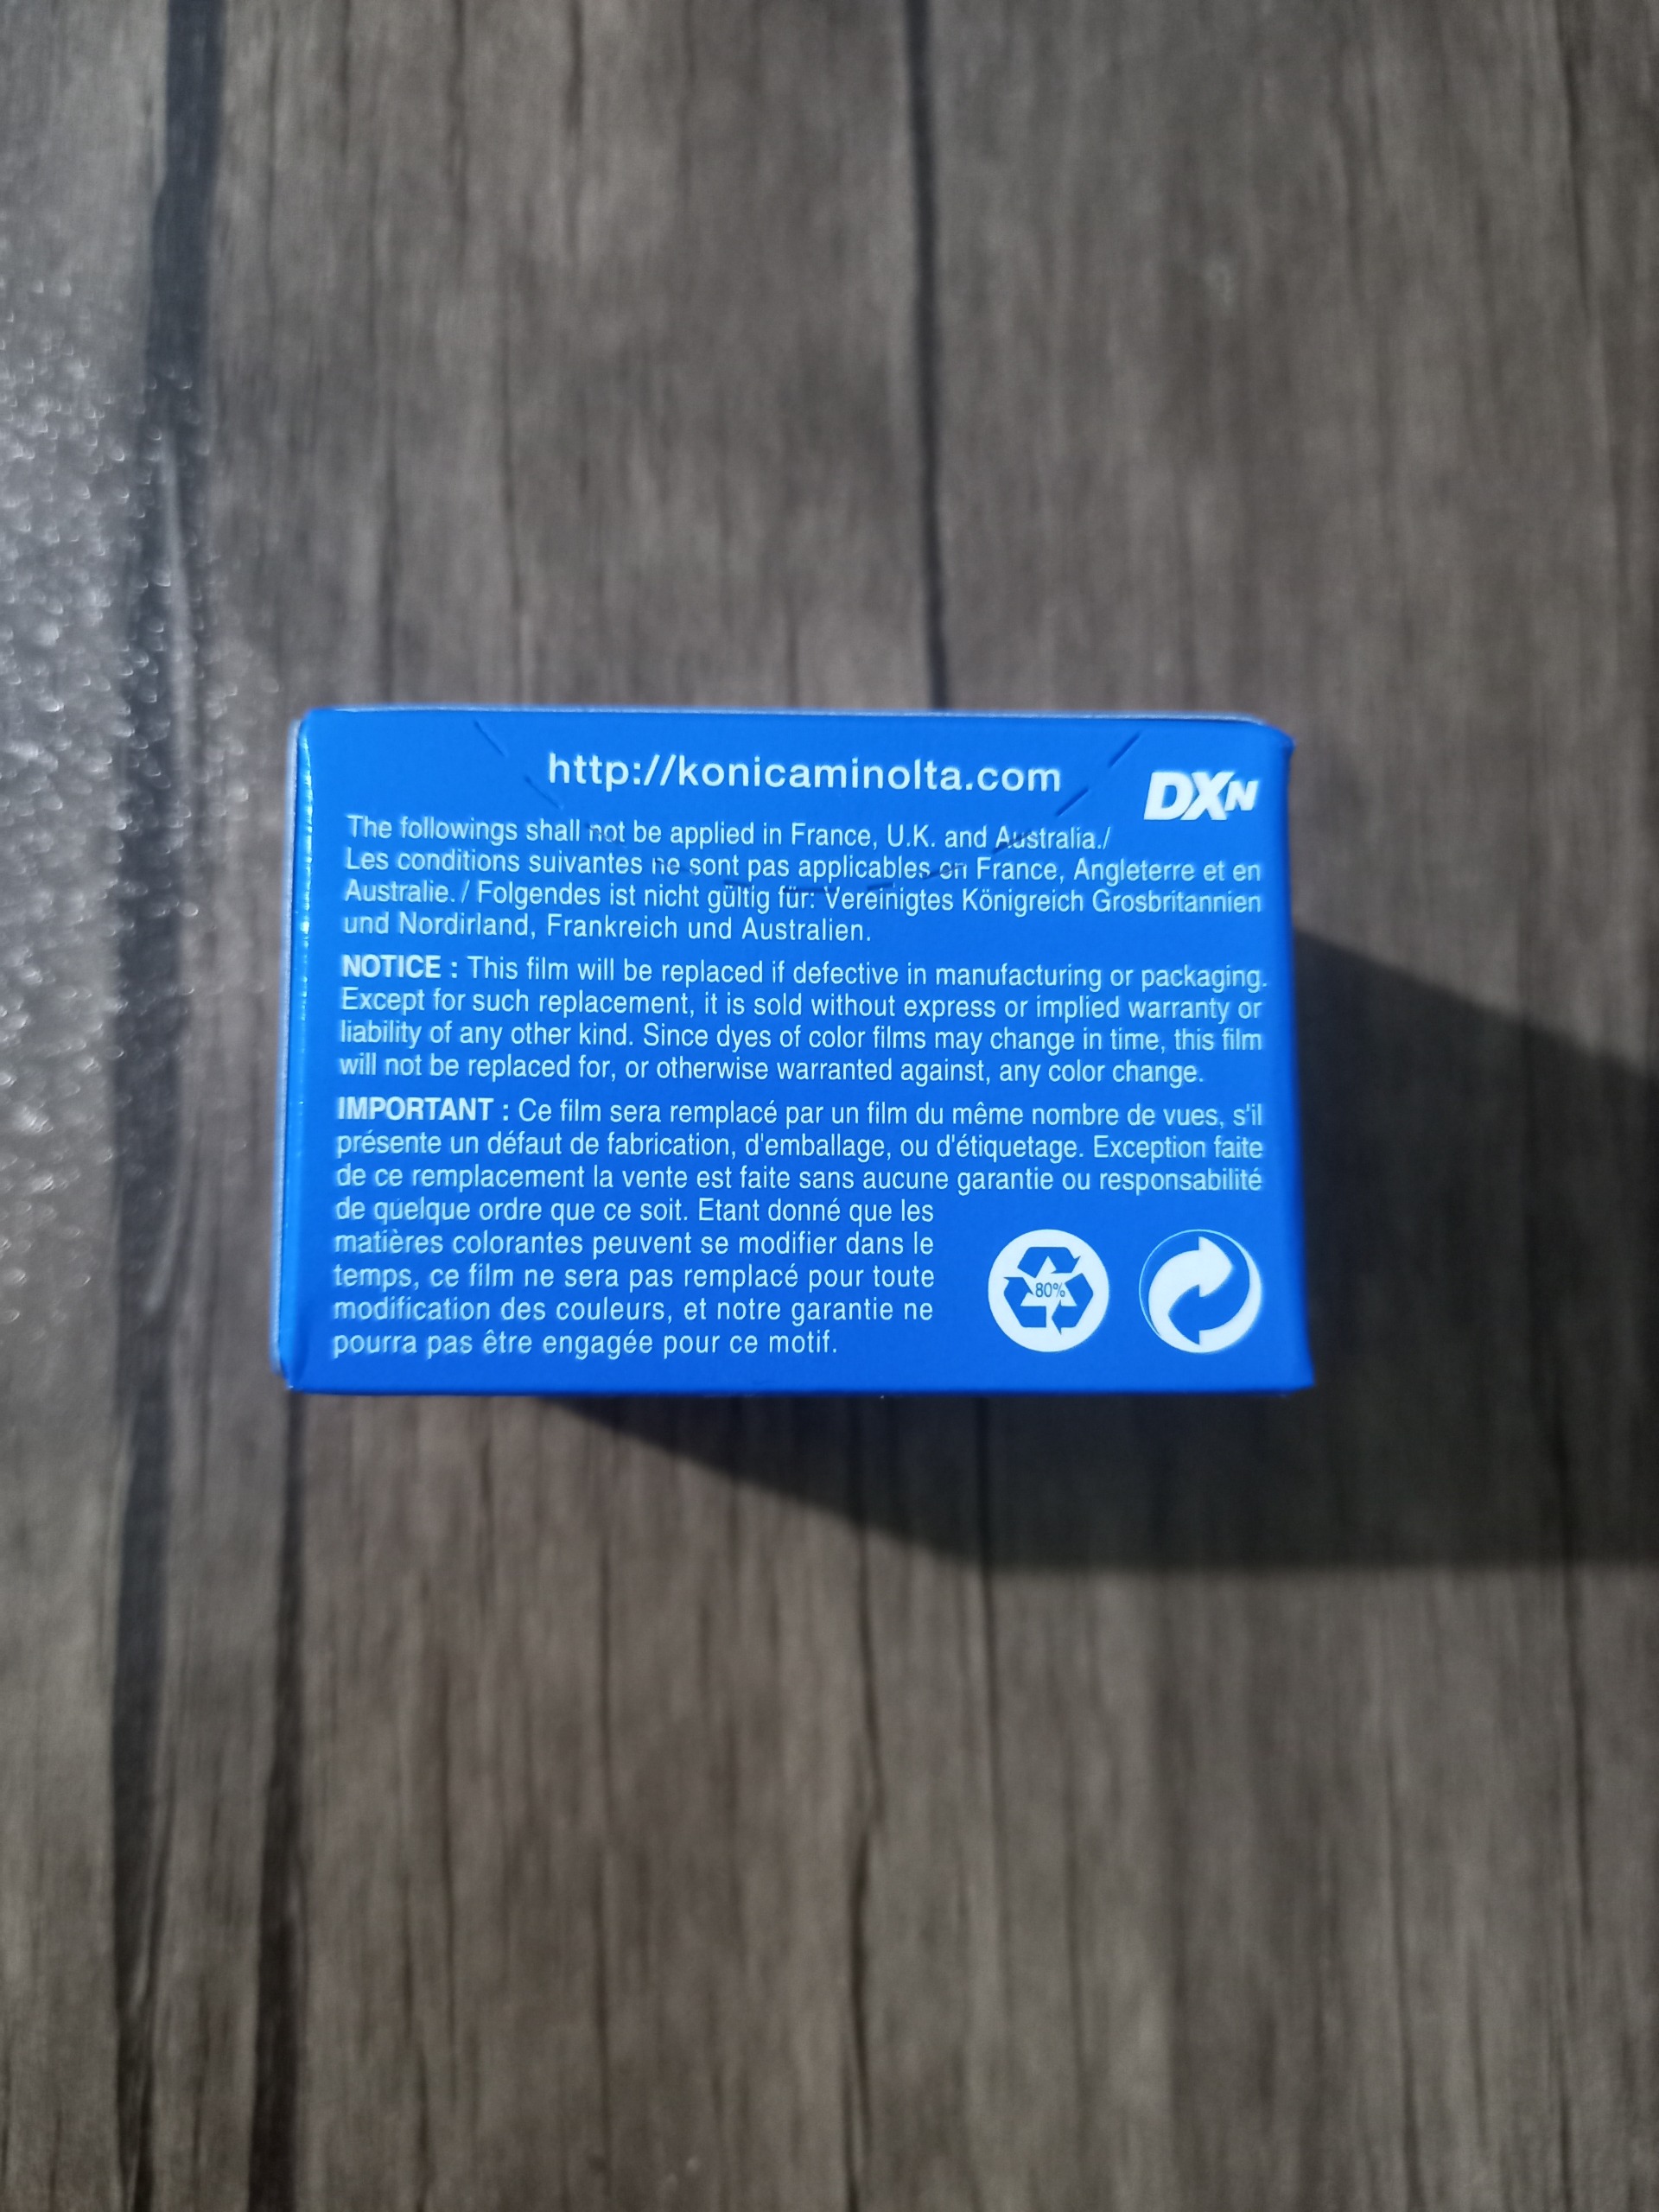 http://konicaminolta.com
DXN
The followings shall not be applied in France, U.K. and Australia./
Les conditions suivantes ne sont pas applicables en France, Angleterre et en
Australie. / Folgendes ist nicht gültig für: Vereinigtes Königreich Grosbritannien
und Nordirland, Frankreich und Australien.
NOTICE : This film will be replaced if defective in manufacturing or packaging.
Except for such replacement, it is sold without express or implied warranty or
liability of any other kind. Since dyes of color films may change in time, this film
will not be replaced for, or otherwise warranted against, any color change.
IMPORTANT : Ce film sera remplacé par un film du même nombre de vues, s'il
présente un défaut de fabrication, d'emballage, ou d'étiquetage. Exception faite
de ce remplacement la vente est faite sans aucune garantie ou responsabilité
de quelque ordre que ce soit. Etant donné que les
matières colorantes peuvent se modifier dans le
temps, ce film ne sera pas remplacé pour toute
modification des couleurs, et notre garantie ne
pourra pas être engagée pour ce motif.
80%